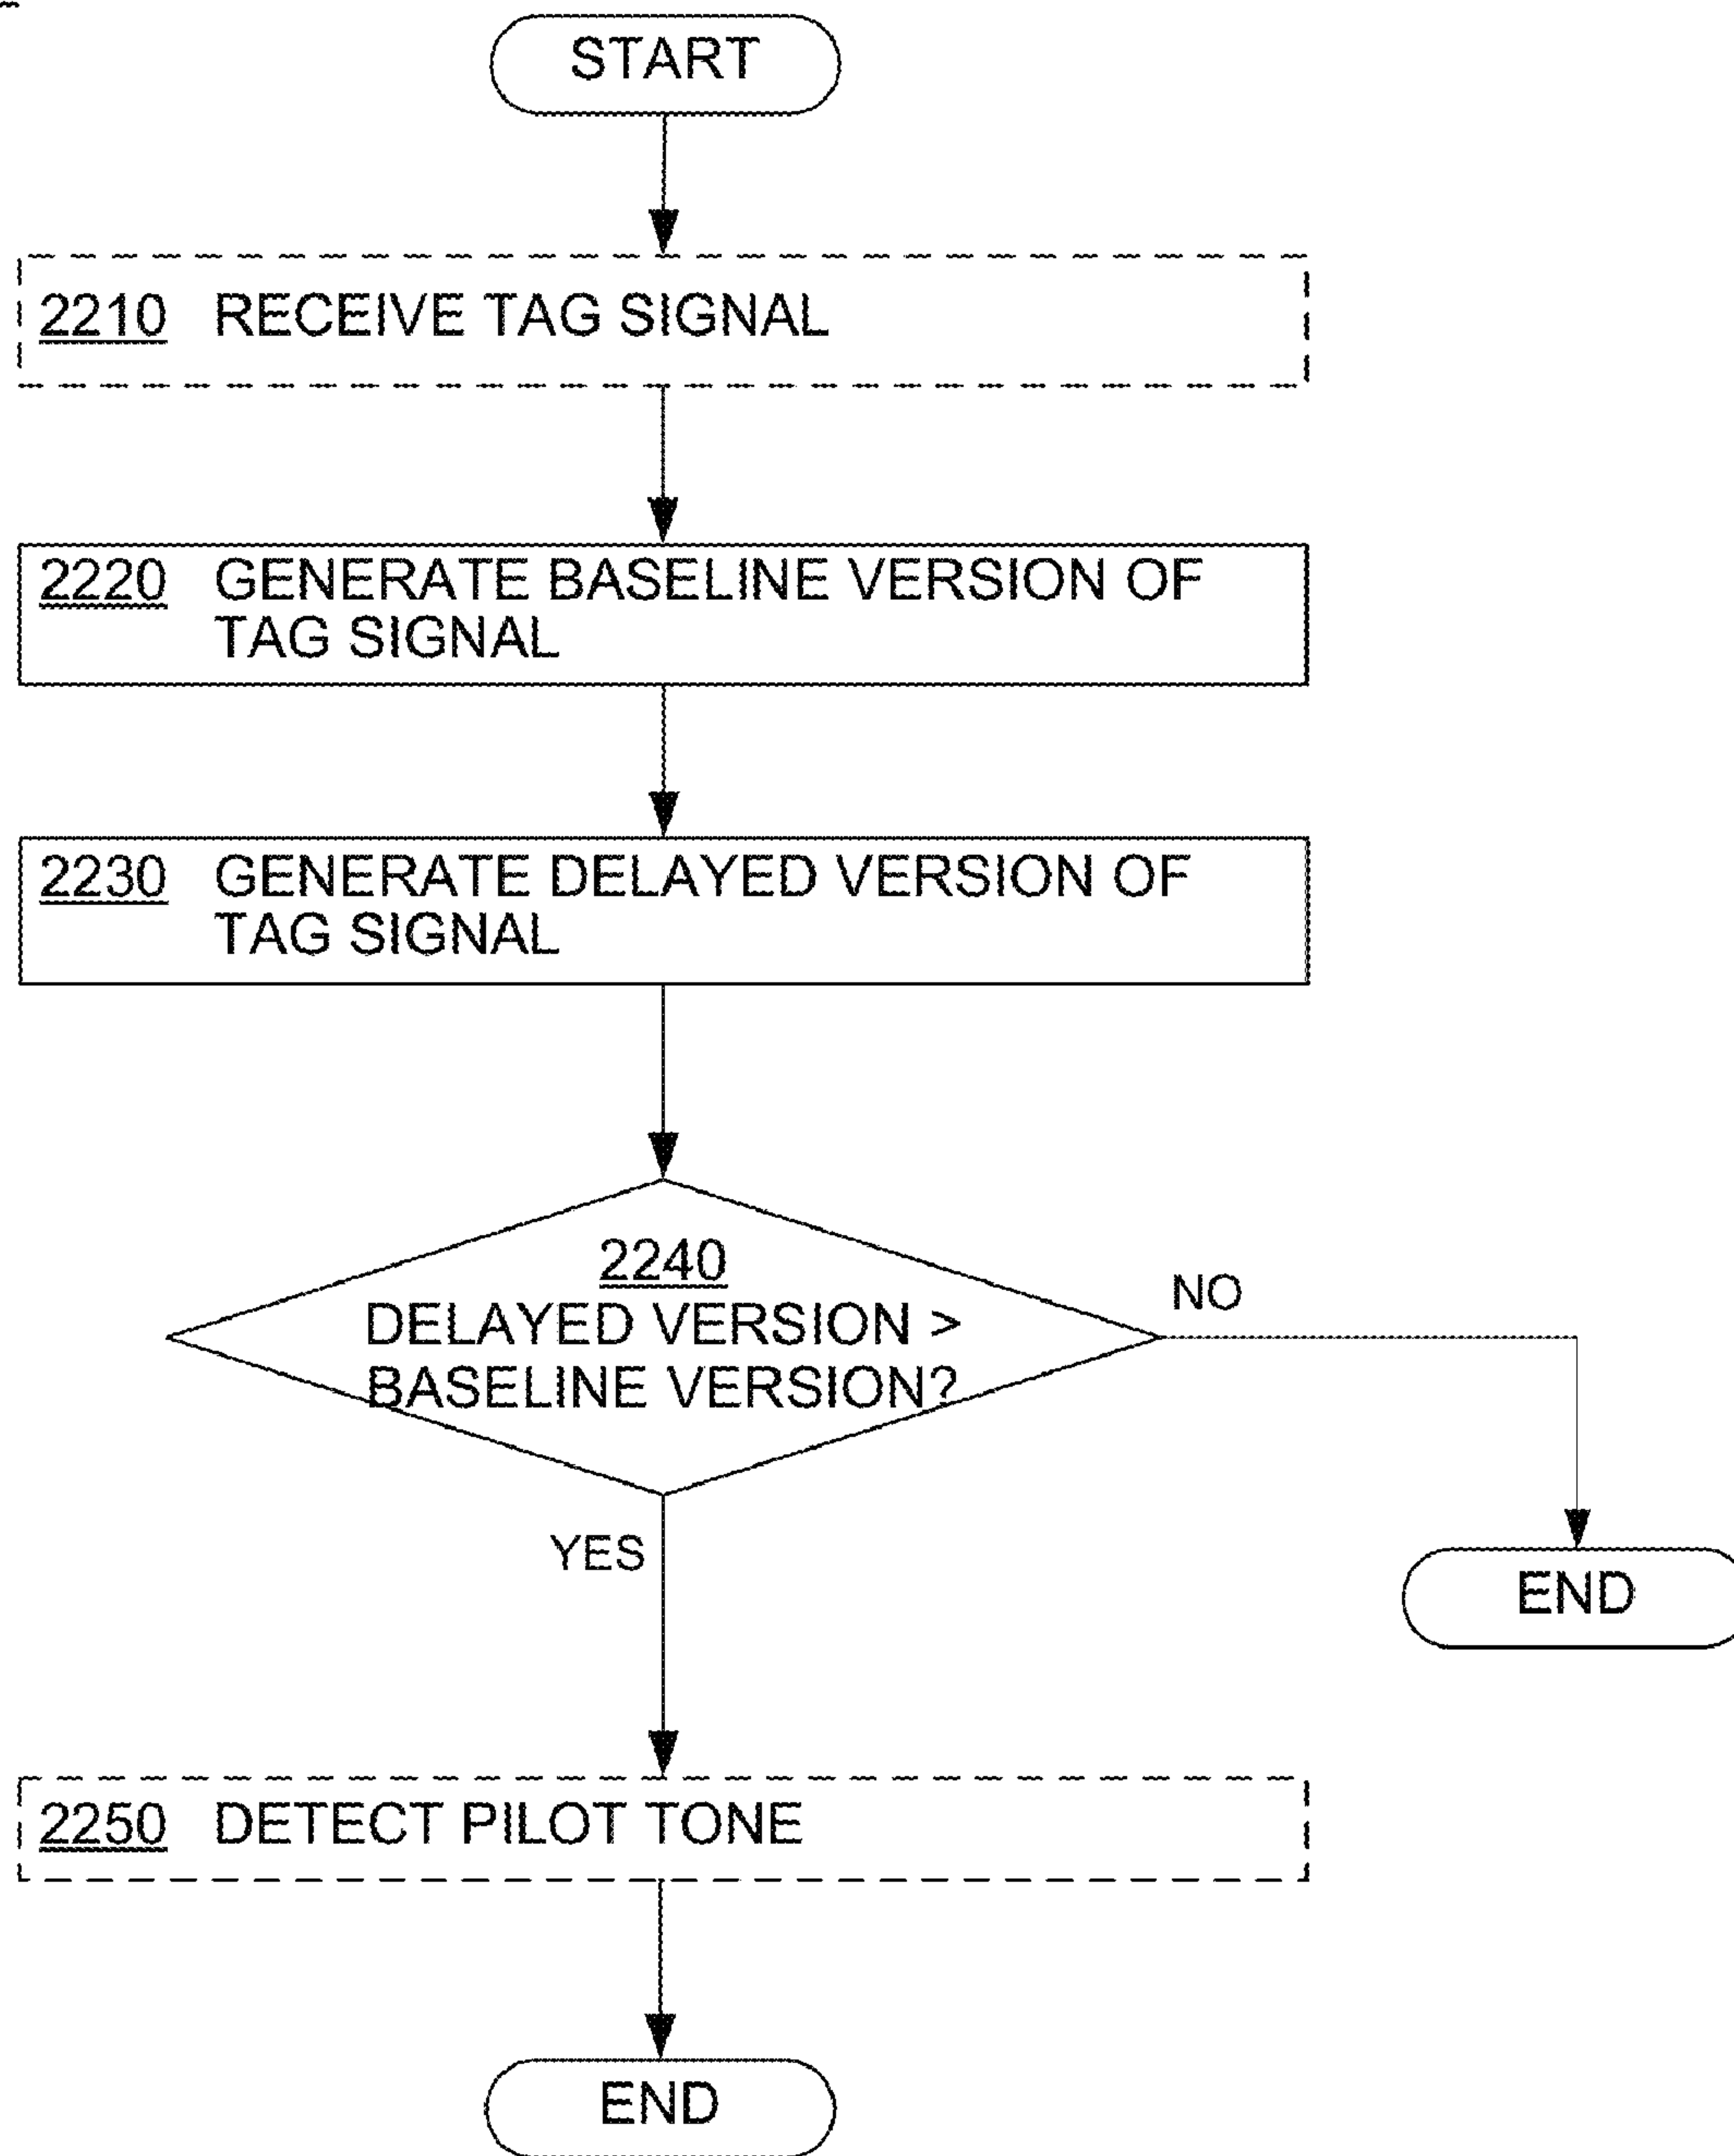 START
2210 RECEIVE TAG SIGNAL
2220 GENERATE BASELINE VERSION OF
TAG SIGNAL
2230 GENERATE DELAYED VERSION OF
TAG SIGNAL
2240
DELAYED VERSION >
BASELINE VERSION?
NO
YES
END
2250 DETECT PILOT TONE
END